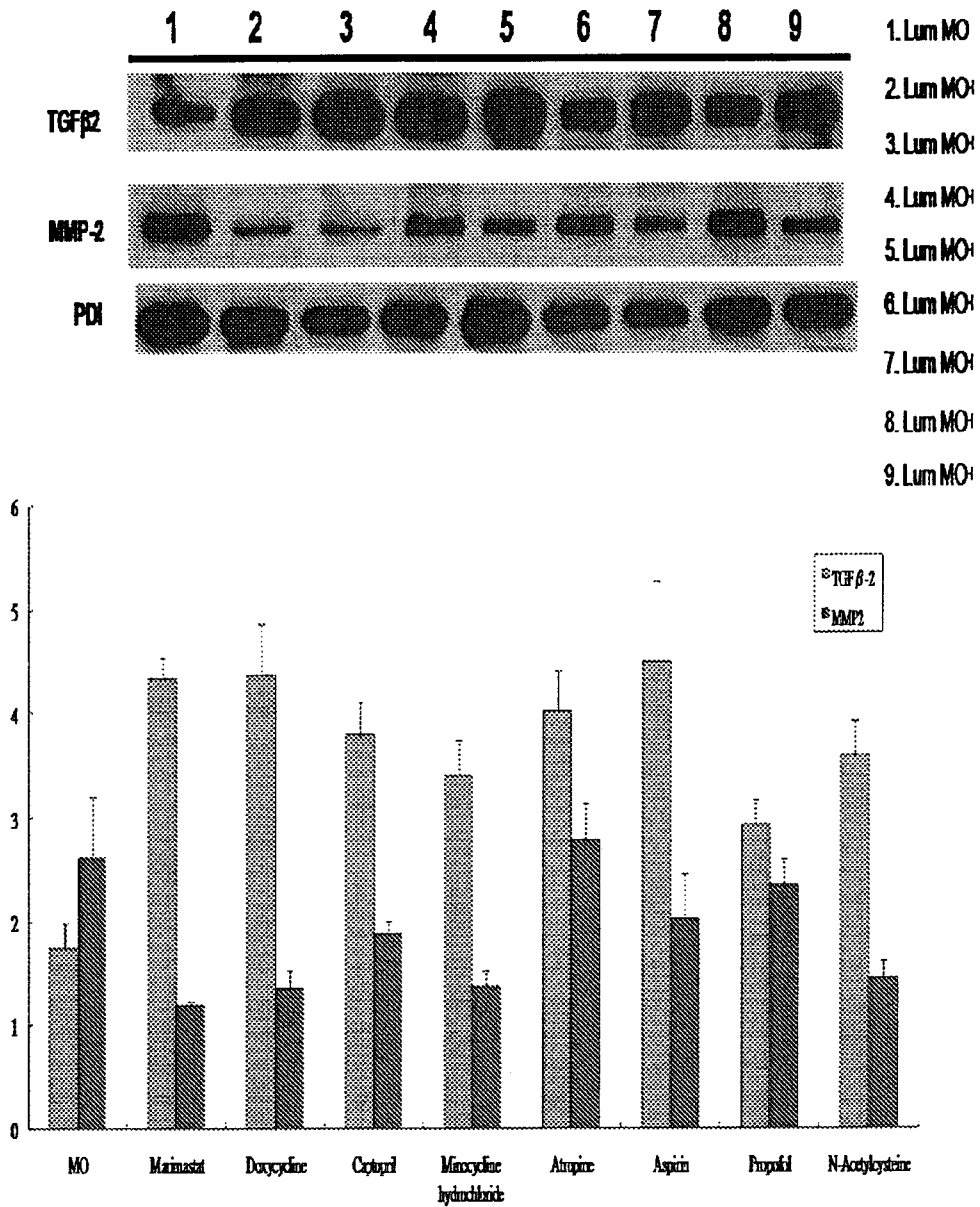 1 2 3 4 5 6 7 8 9
TGFβ2
MMP-2
PDI
1. Lum MO
2. Lum MO+
3. Lum MO+
4. Lum MO+
5. Lum MO+
6. Lum MO+
7. Lum MO+
8. Lum MO+
9. Lum MO+
6
5
4
3
2
1
0
TGFβ-2
MMP2
MO Marimastat Doxycycline Captopril Minocycline Atropine Aspirin Propofol N-Acetylcysteine
hydrochloride